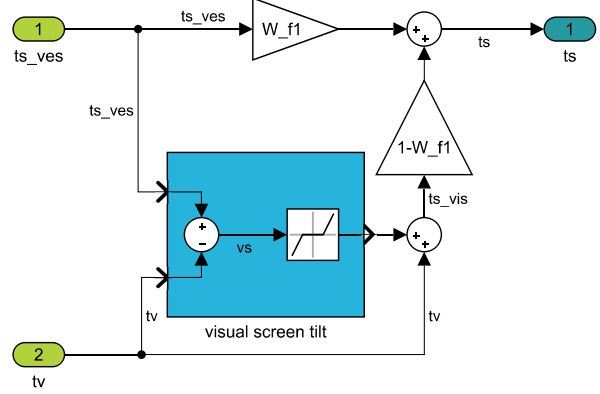 ts_ves
1
W_f1
+
+
1
ts_ves
ts
ts
ts_ves
1-W_f1
ts_vis
+
−
vs
+
+
tv
tv
visual screen tilt
2
tv